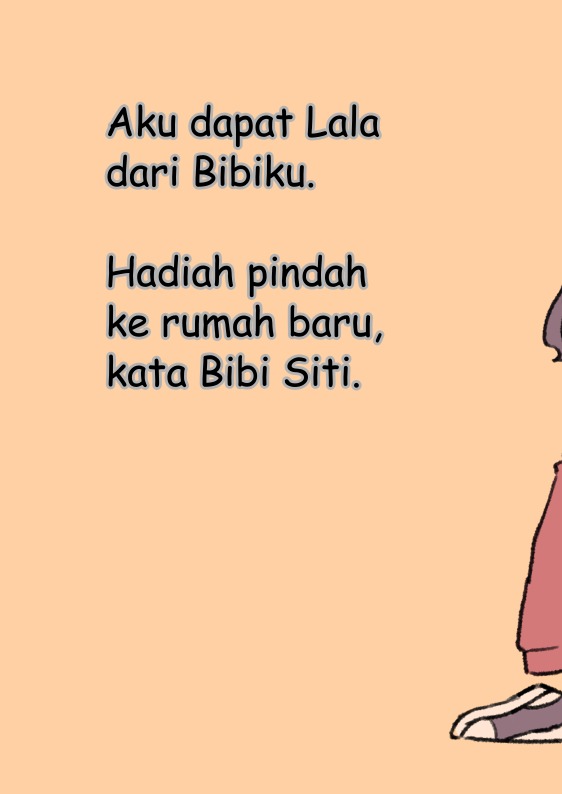 Aku dapat Lala
dari Bibiku.
Hadiah pindah
ke rumah baru,
kata Bibi Siti.